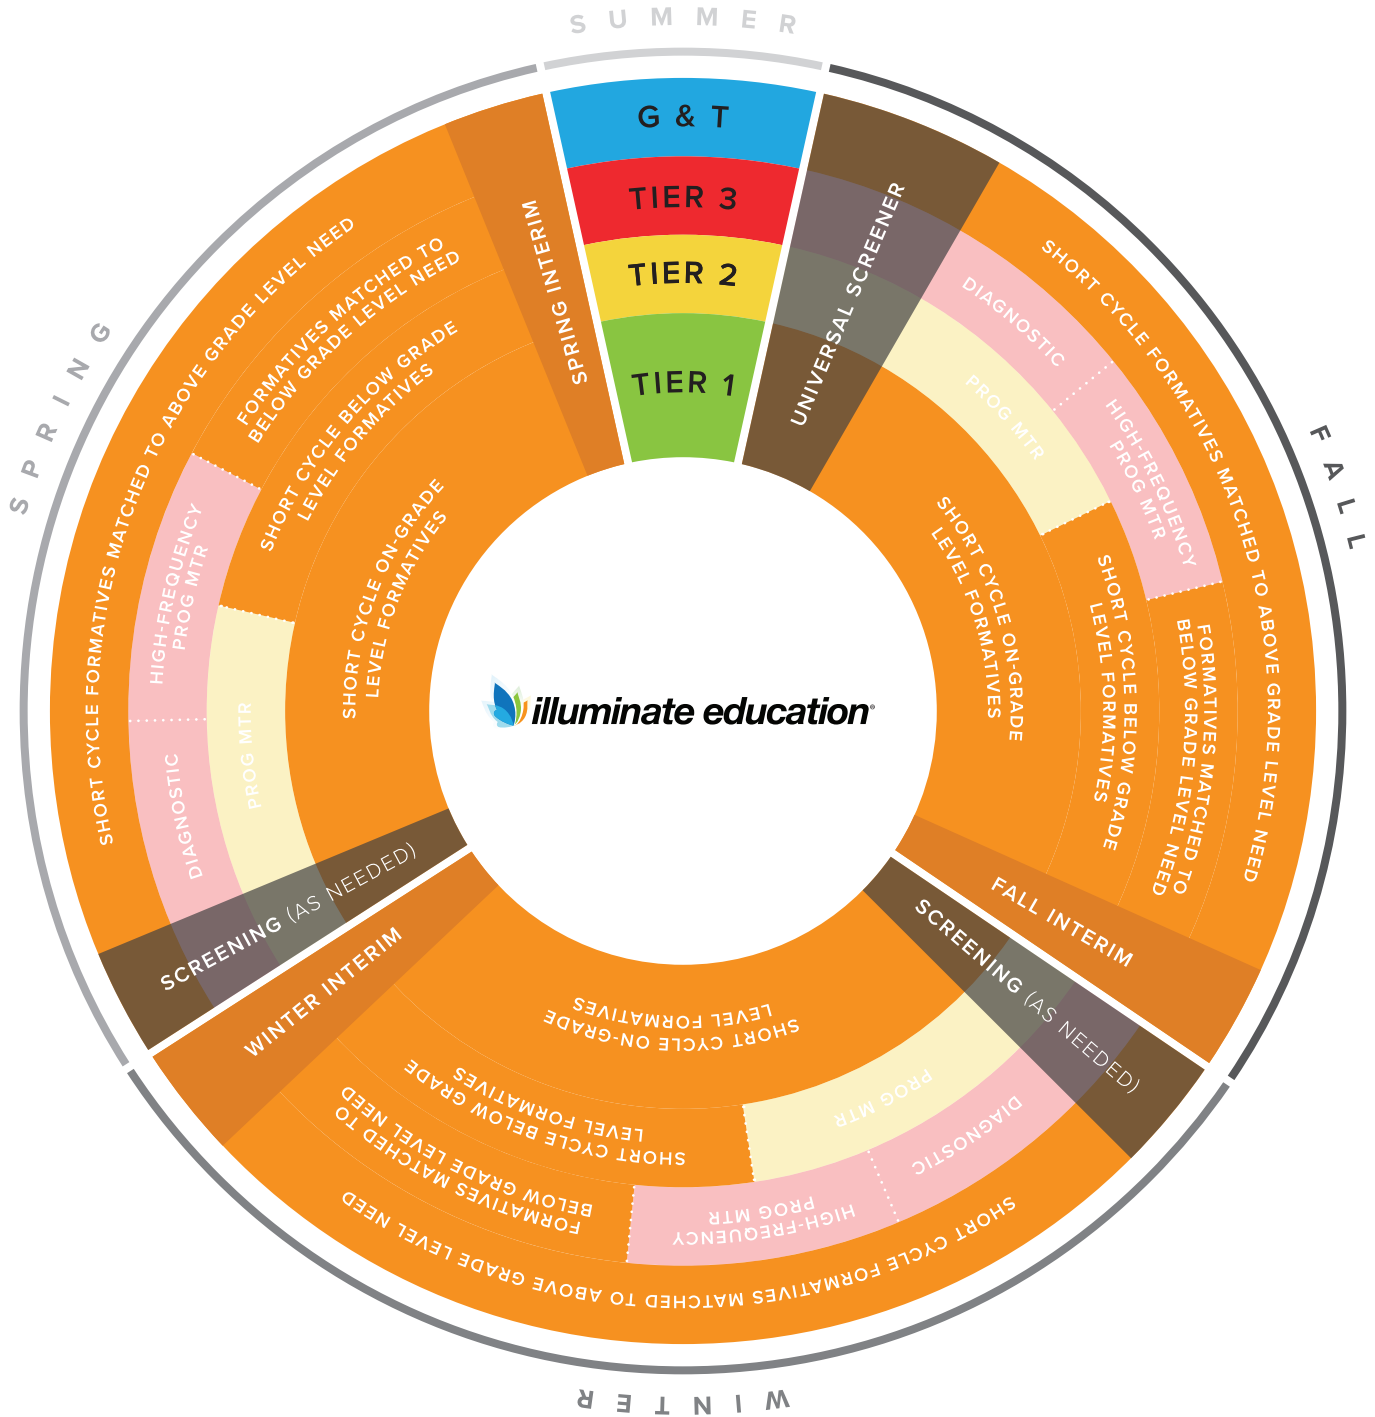 SUMMER
G & T
TIER 3
TIER 2
TIER 1
FALL
UNIVERSAL SCREENER
SHORT CYCLE FORMATIVES MATCHED TO ABOVE GRADE LEVEL NEED
DIAGNOSTIC
HIGH-FREQUENCY
PROG MTR
FORMATIVES MATCHED TO
BELOW GRADE LEVEL NEED
PROG MTR
SHORT CYCLE BELOW GRADE
LEVEL FORMATIVES
SHORT CYCLE ON-GRADE
LEVEL FORMATIVES
FALL INTERIM
WINTER
SCREENING (AS NEEDED)
SHORT CYCLE FORMATIVES MATCHED TO ABOVE GRADE LEVEL NEED
DIAGNOSTIC
HIGH-FREQUENCY
PROG MTR
FORMATIVES MATCHED TO
BELOW GRADE LEVEL NEED
PROG MTR
SHORT CYCLE BELOW GRADE
LEVEL FORMATIVES
SHORT CYCLE ON-GRADE
LEVEL FORMATIVES
WINTER INTERIM
SPRING
SCREENING (AS NEEDED)
SHORT CYCLE FORMATIVES MATCHED TO ABOVE GRADE LEVEL NEED
DIAGNOSTIC
HIGH-FREQUENCY
PROG MTR
FORMATIVES MATCHED TO
BELOW GRADE LEVEL NEED
PROG MTR
SHORT CYCLE BELOW GRADE
LEVEL FORMATIVES
SHORT CYCLE ON-GRADE
LEVEL FORMATIVES
SPRING INTERIM
illuminate education®